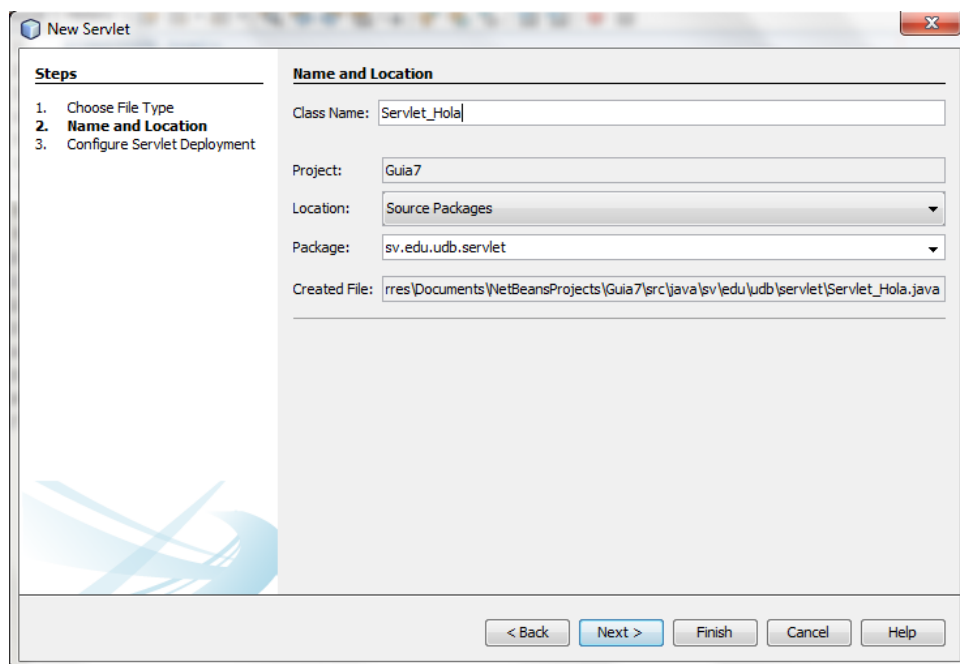 New Servlet
Steps
1. Choose File Type
2. Name and Location
3. Configure Servlet Deployment
Name and Location
Class Name: Servlet_Hola
Project: Guia7
Location: Source Packages
Package: sv.edu.udb.servlet
Created File: rres\Documents\NetBeansProjects\Guia7\src\java\sv\edu\udb\servlet\Servlet_Hola.java
< Back Next > Finish Cancel Help